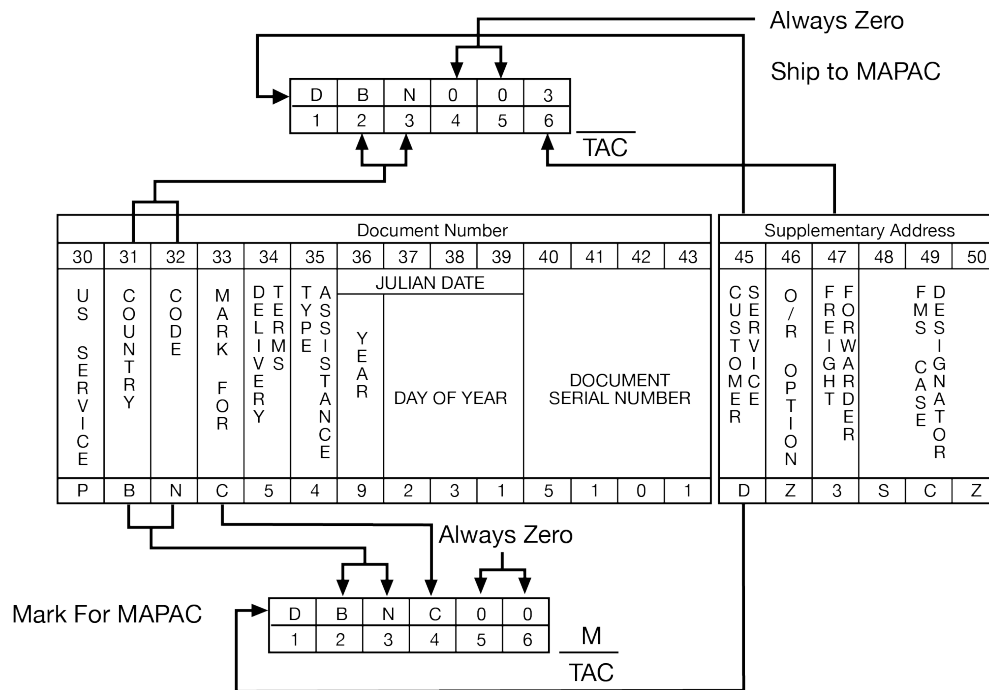 Always Zero
Ship to MAPAC
D B N 0 0 3
1 2 3 4 5 6
TAC
Document Number
Supplementary Address
30 31 32 33 34 35 36 37 38 39 40 41 42 43
45 46 47 48 49 50
US SERVICE
COUNTRY
CODE
MARK FOR
DELIVERY
TERMS
TYPE
ASSISTANCE
JULIAN DATE
YEAR
DAY OF YEAR
DOCUMENT
SERIAL NUMBER
CUSTOMER
SERVICE
O/R OPTION
FREIGHT
FORWARDER
FMS CASE
DESIGNATOR
P B N C 5 4 9 2 3 1 5 1 0 1
D Z 3 S C Z
Always Zero
Mark For MAPAC
D B N C 0 0
1 2 3 4 5 6
M
TAC